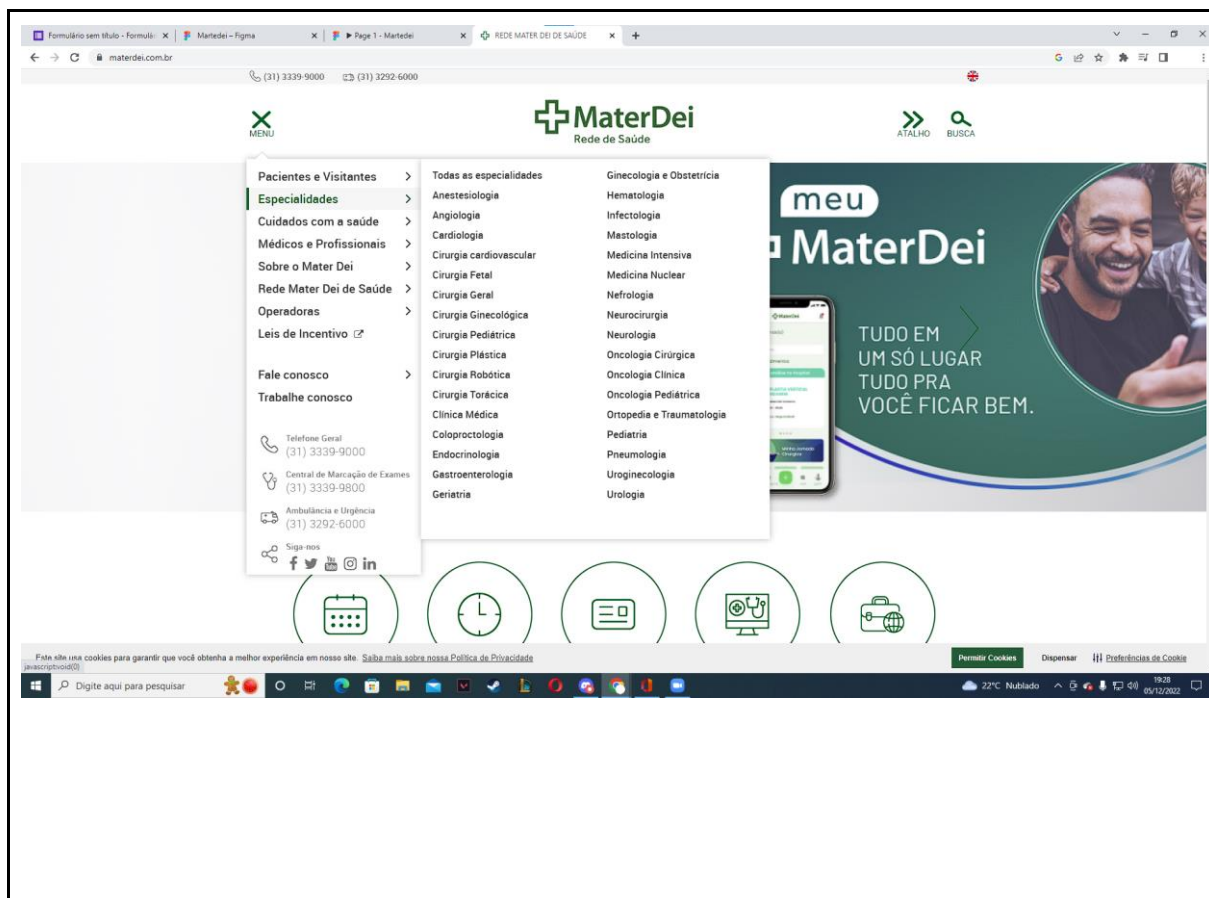 Formulário sem título - Formulár
Martedei – Figma
Page 1 - Martedei
REDE MATER DEI DE SAÚDE
materdei.com.br
(31) 3339-9000 (31) 3292-6000
MENU
MaterDei
Rede de Saúde
ATALHO BUSCA
Pacientes e Visitantes
Especialidades
Cuidados com a saúde
Médicos e Profissionais
Sobre o Mater Dei
Rede Mater Dei de Saúde
Operadoras
Leis de Incentivo
Fale conosco
Trabalhe conosco
Telefone Geral
(31) 3339-9000
Central de Marcação de Exames
(31) 3339-9800
Ambulância e Urgência
(31) 3292-6000
Siga-nos
Todas as especialidades
Anestesiologia
Angiologia
Cardiologia
Cirurgia cardiovascular
Cirurgia Fetal
Cirurgia Geral
Cirurgia Ginecológica
Cirurgia Pediátrica
Cirurgia Plástica
Cirurgia Robótica
Cirurgia Torácica
Clínica Médica
Coloproctologia
Endocrinologia
Gastroenterologia
Geriatria
Ginecologia e Obstetrícia
Hematologia
Infectologia
Mastologia
Medicina Intensiva
Medicina Nuclear
Nefrologia
Neurocirurgia
Neurologia
Oncologia Cirúrgica
Oncologia Clínica
Oncologia Pediátrica
Ortopedia e Traumatologia
Pediatria
Pneumologia
Uroginecologia
Urologia
meu
MaterDei
TUDO EM
UM SÓ LUGAR
TUDO PRA
VOCÊ FICAR BEM.
Este site usa cookies para garantir que você obtenha a melhor experiência em nosso site. Saiba mais sobre nossa Política de Privacidade
Permitir Cookies Dispensar Preferências de Cookie
javascript:void(0)
Digite aqui para pesquisar
22°C Nublado
19:28
05/12/2022